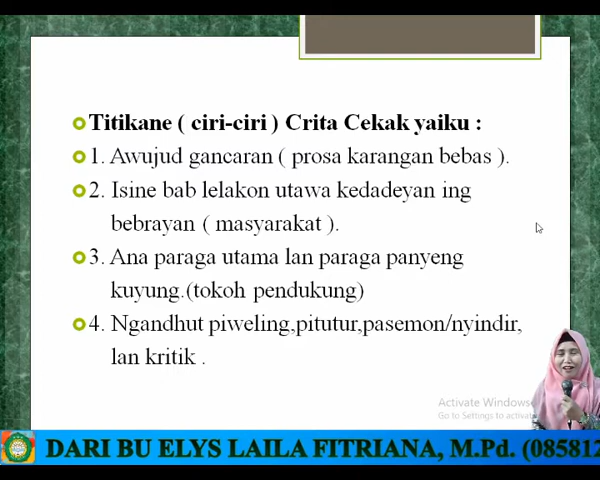 Titikane ( ciri-ciri ) Crita Cekak yaiku :
1. Awujud gancaran ( prosa karangan bebas ).
2. Isine bab lelakon utawa kedadeyan ing
bebrayan ( masyarakat ).
3. Ana paraga utama lan paraga panyeng
kuyung.(tokoh pendukung)
4. Ngandhut piweling,pitutur,pasemon/nyindir,
lan kritik .
Activate Windows
Go to Settings to activat
DARI BU ELYS LAILA FITRIANA, M.Pd. (08581